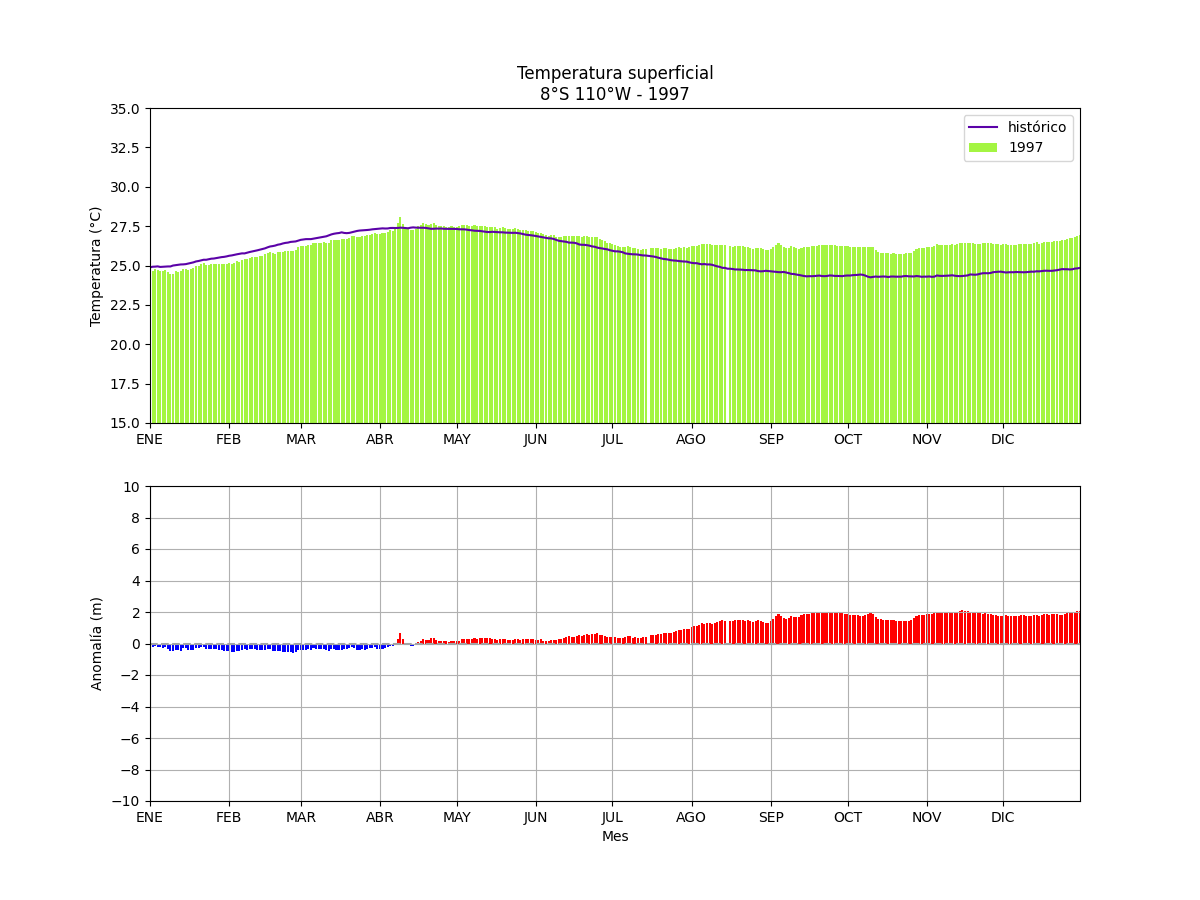 Temperatura superficial
8°S 110°W - 1997
35.0
32.5
30.0
27.5
25.0
22.5
20.0
17.5
15.0
Temperatura (°C)
histórico
1997
ENE FEB MAR ABR MAY JUN JUL AGO SEP OCT NOV DIC
10
8
6
4
2
0
−2
−4
−6
−8
−10
Anomalía (m)
ENE FEB MAR ABR MAY JUN JUL AGO SEP OCT NOV DIC
Mes